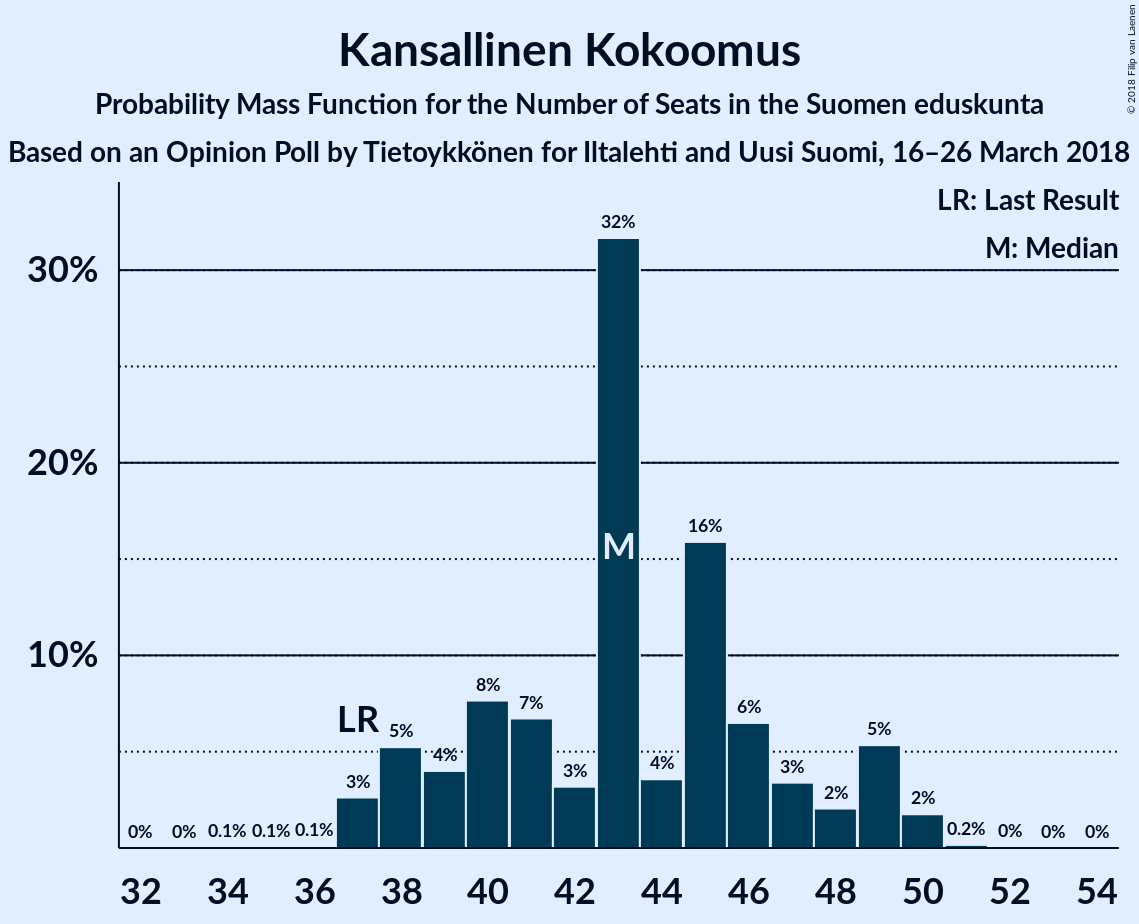 Kansallinen Kokoomus
Probability Mass Function for the Number of Seats in the Suomen eduskunta
Based on an Opinion Poll by Tietoykkönen for Iltalehti and Uusi Suomi, 16–26 March 2018
© 2018 Filip van Laenen
LR: Last Result
M: Median
30%
20%
10%
0% 0% 0.1% 0.1% 0.1% 3% 5% 4% 8% 7% 3% 32% 4% 16% 6% 3% 2% 5% 2% 0.2% 0% 0% 0%
LR
M
32 34 36 38 40 42 44 46 48 50 52 54